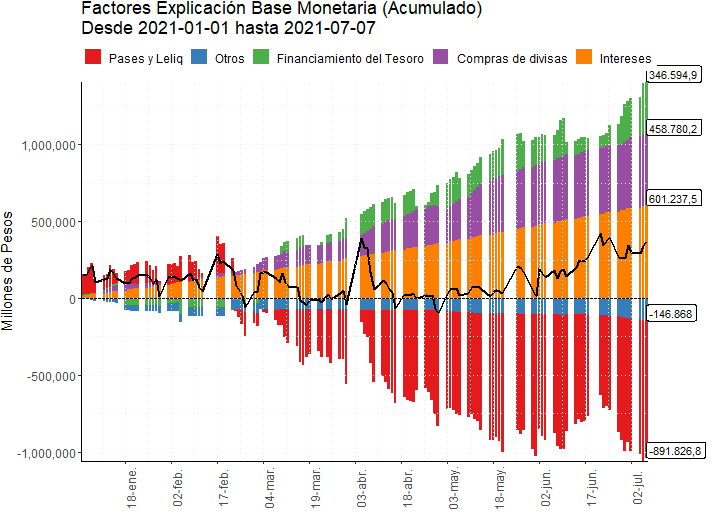 Factores Explicación Base Monetaria (Acumulado)
Desde 2021-01-01 hasta 2021-07-07
Pases y Leliq Otros Financiamiento del Tesoro Compras de divisas Intereses
346.594,9
458.780,2
601.237,5
-146.868
-891.826,8
Millones de Pesos
1,000,000
500,000
0
-500,000
-1,000,000
18-ene.
02-feb.
17-feb.
04-mar.
19-mar.
03-abr.
18-abr.
03-may.
18-may.
02-jun.
17-jun.
02-jul.